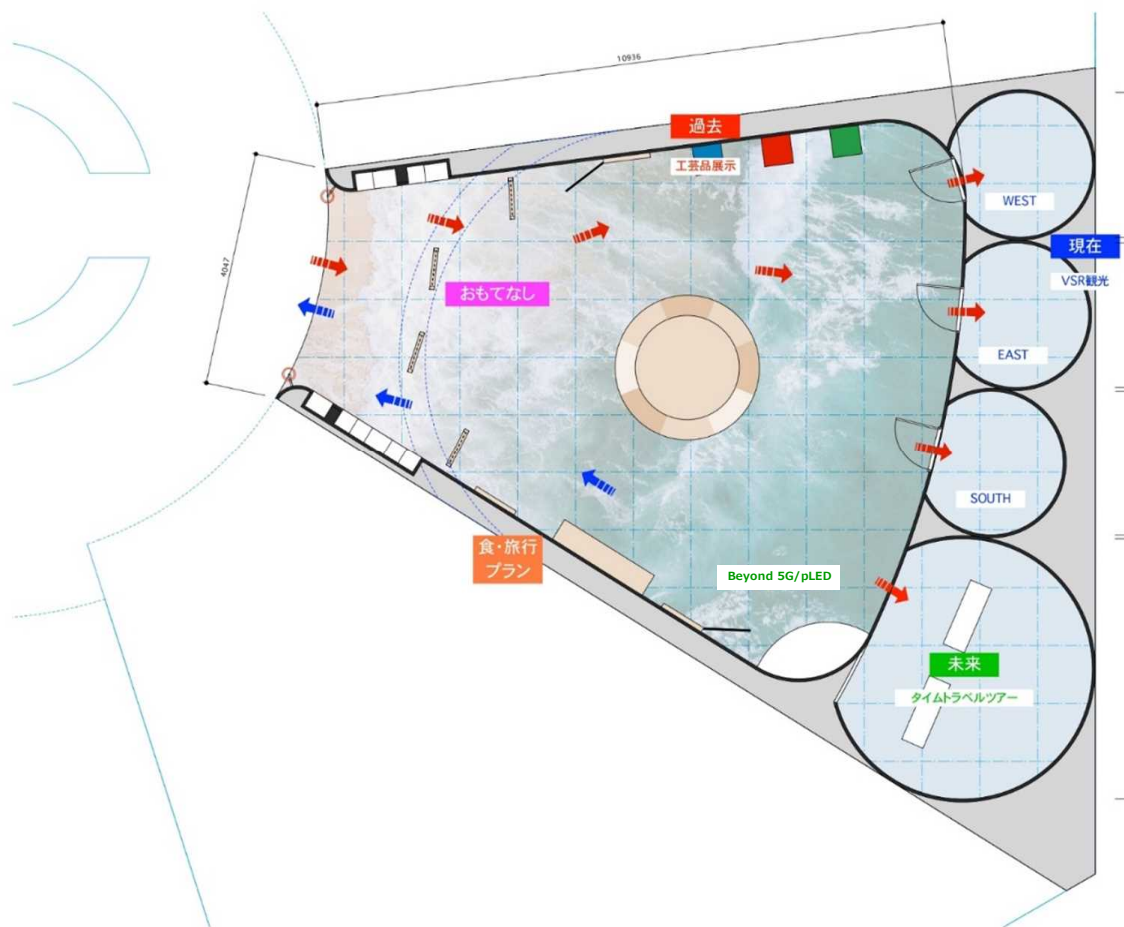 10936
過去
工芸品展示
WEST
現在
VSR観光
4047
おもてなし
EAST
SOUTH
食・旅行
プラン
Beyond 5G/pLED
未来
タイムトラベルツアー